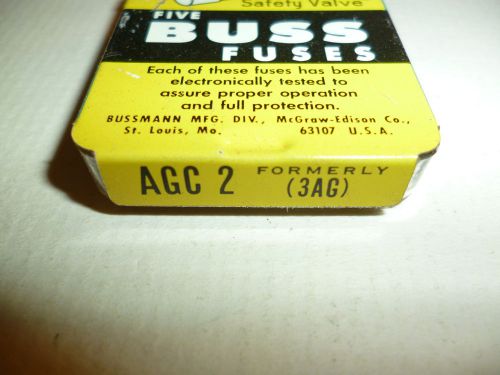 Safety Valve
FIVE
BUSS
FUSES
Each of these fuses has been
electronically tested to
assure proper operation
and full protection.
BUSSMANN MFG. DIV., McGraw-Edison Co.,
St. Louis, Mo. 63107 U.S.A.
AGC 2 FORMERLY
(3AG)